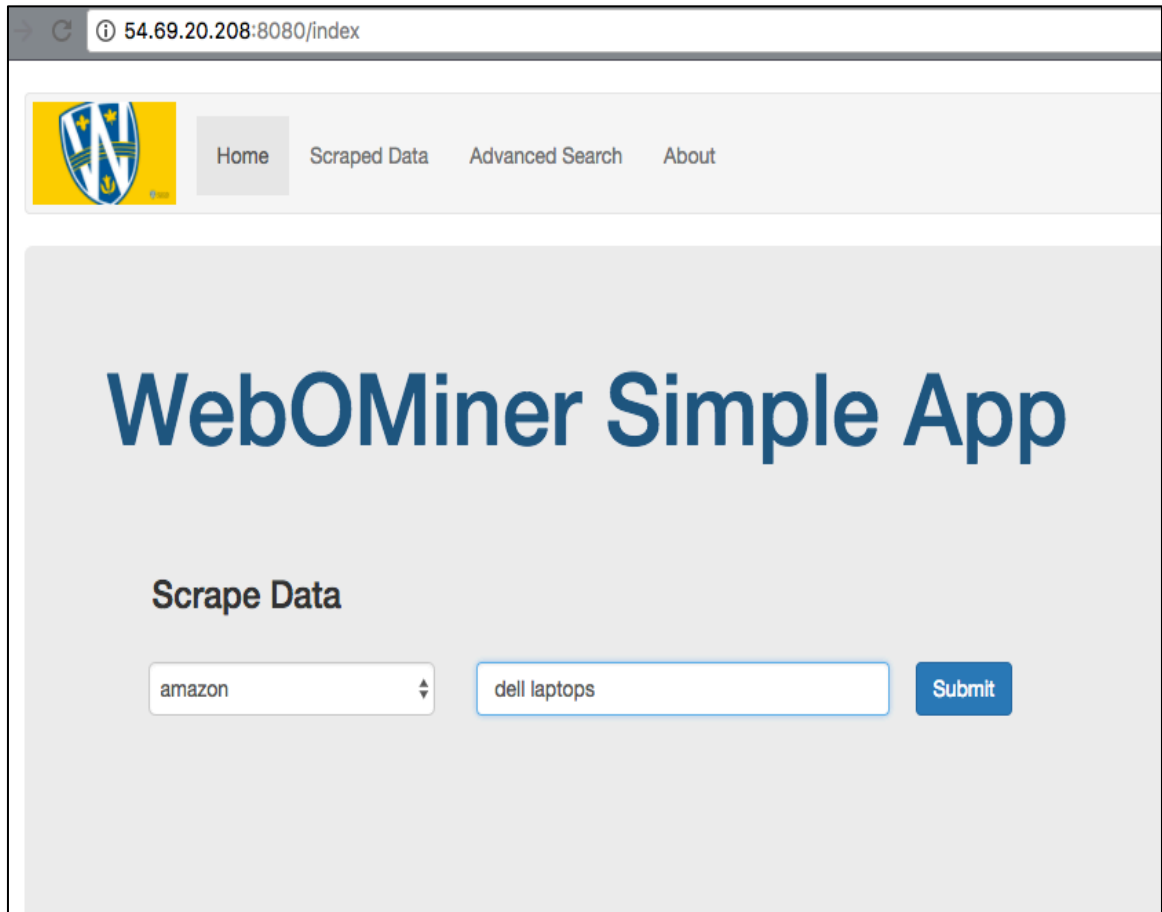 54.69.20.208:8080/index
Home Scraped Data Advanced Search About
WebOMiner Simple App
Scrape Data
amazon dell laptops Submit